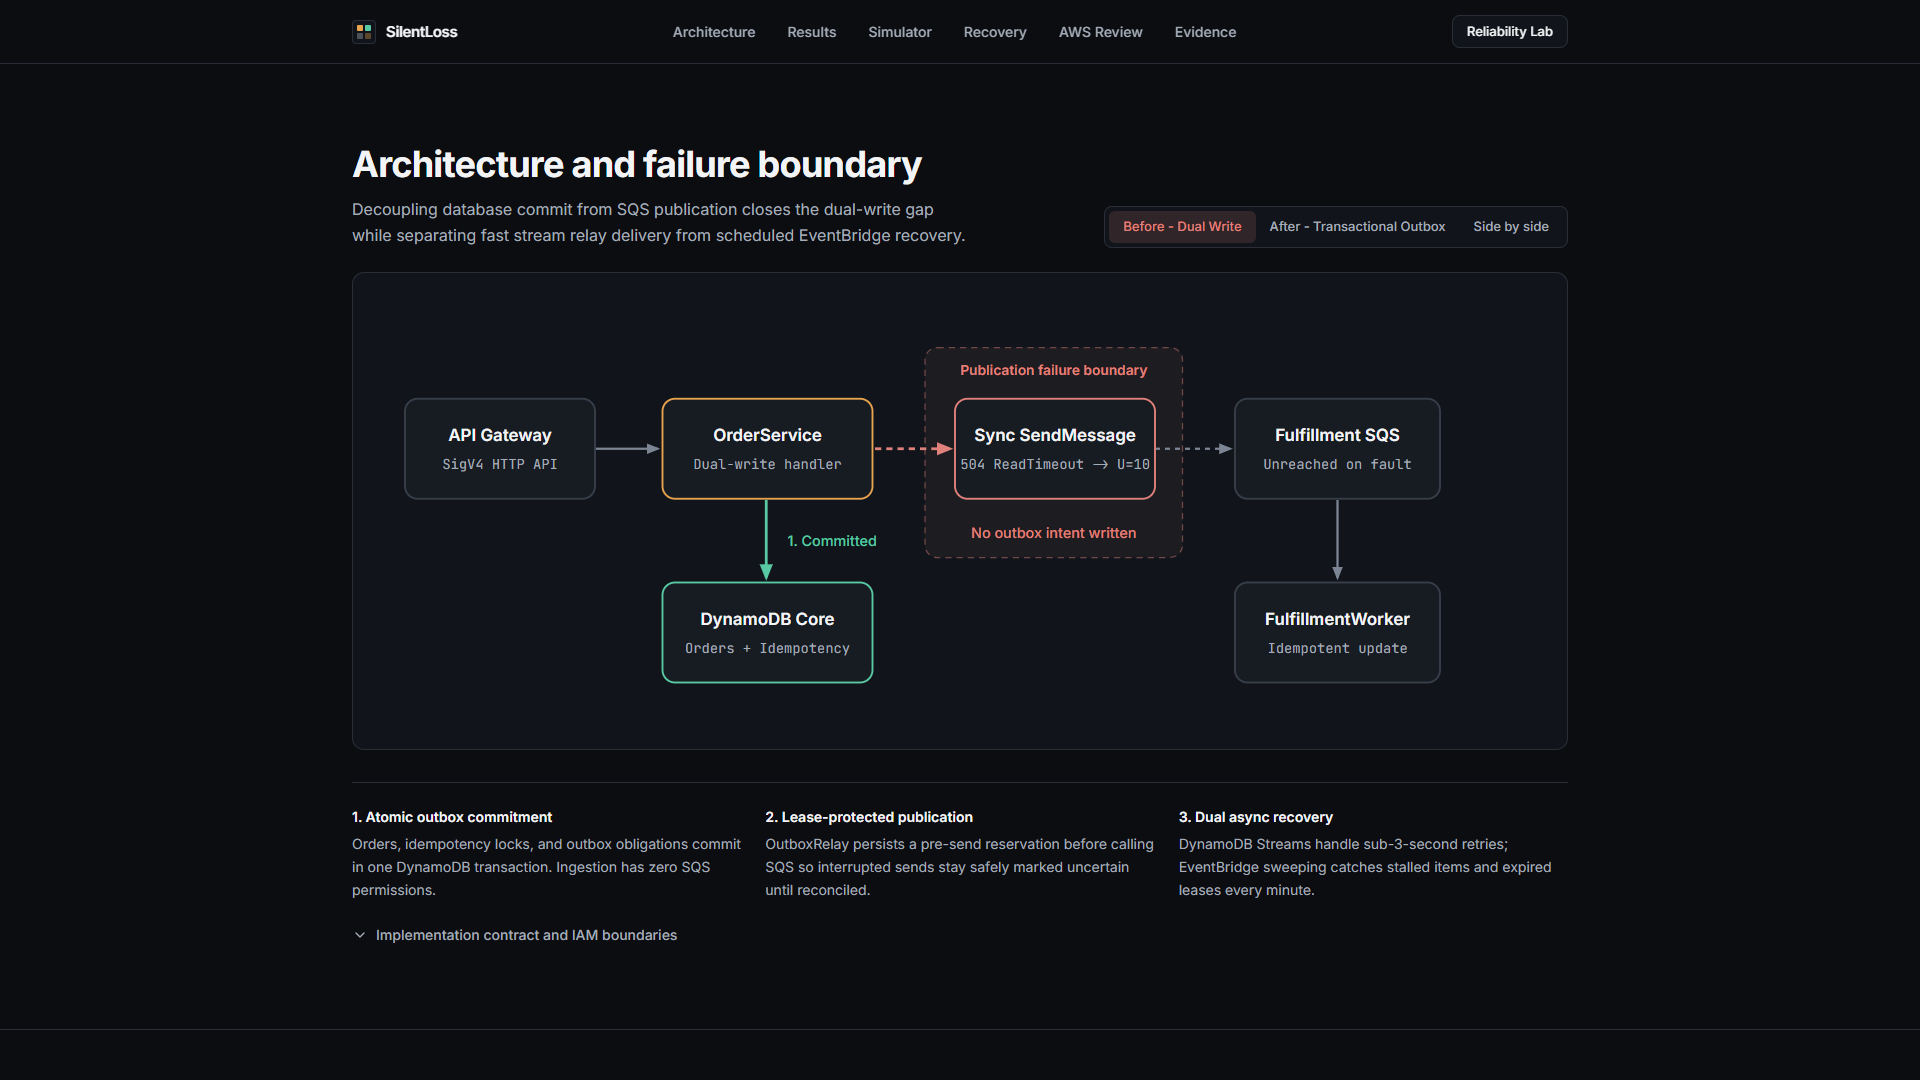 SilentLoss
Architecture
Results
Simulator
Recovery
AWS Review
Evidence
Reliability Lab
Architecture and failure boundary
Decoupling database commit from SQS publication closes the dual-write gap
while separating fast stream relay delivery from scheduled EventBridge recovery.
Before - Dual Write
After - Transactional Outbox
Side by side
Publication failure boundary
API Gateway
SigV4 HTTP API
OrderService
Dual-write handler
Sync SendMessage
504 ReadTimeout -> U=10
Fulfillment SQS
Unreached on fault
No outbox intent written
1. Committed
DynamoDB Core
Orders + Idempotency
FulfillmentWorker
Idempotent update
1. Atomic outbox commitment
Orders, idempotency locks, and outbox obligations commit
in one DynamoDB transaction. Ingestion has zero SQS
permissions.
2. Lease-protected publication
OutboxRelay persists a pre-send reservation before calling
SQS so interrupted sends stay safely marked uncertain
until reconciled.
3. Dual async recovery
DynamoDB Streams handle sub-3-second retries;
EventBridge sweeping catches stalled items and expired
leases every minute.
Implementation contract and IAM boundaries